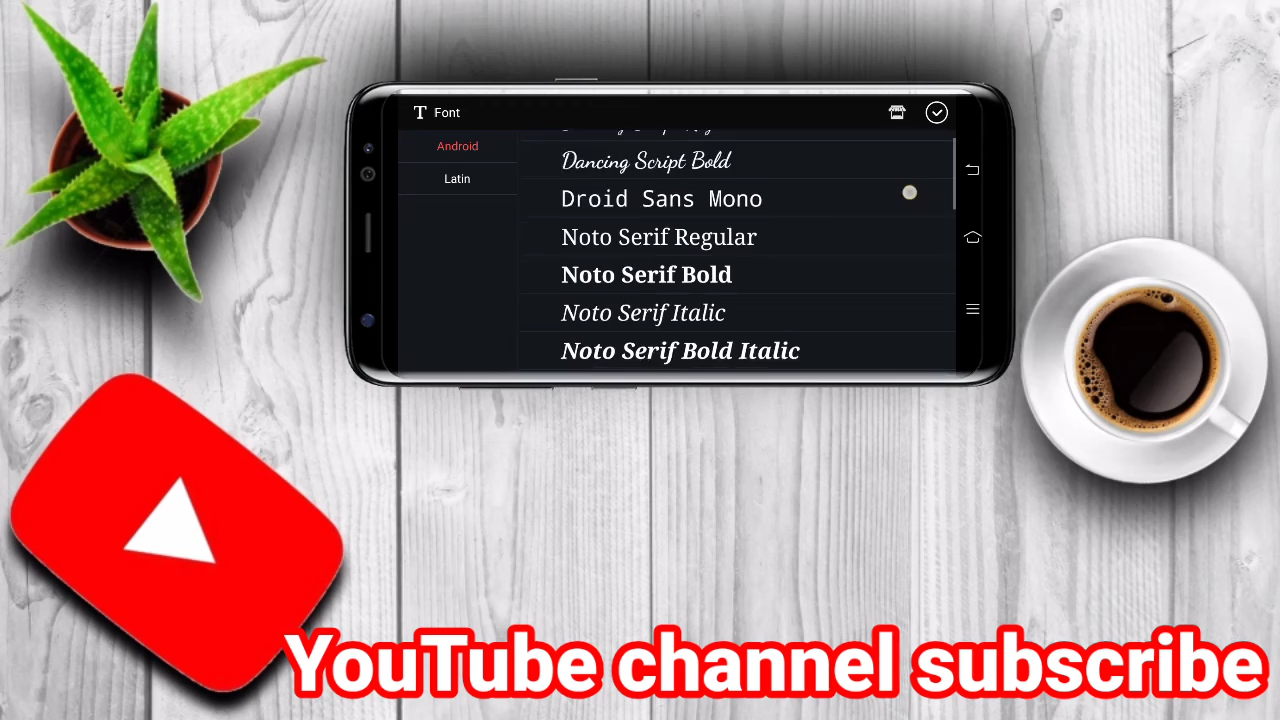 T Font
Android
Latin
Dancing Script Bold
Droid Sans Mono
Noto Serif Regular
Noto Serif Bold
Noto Serif Italic
Noto Serif Bold Italic
YouTube channel subscribe